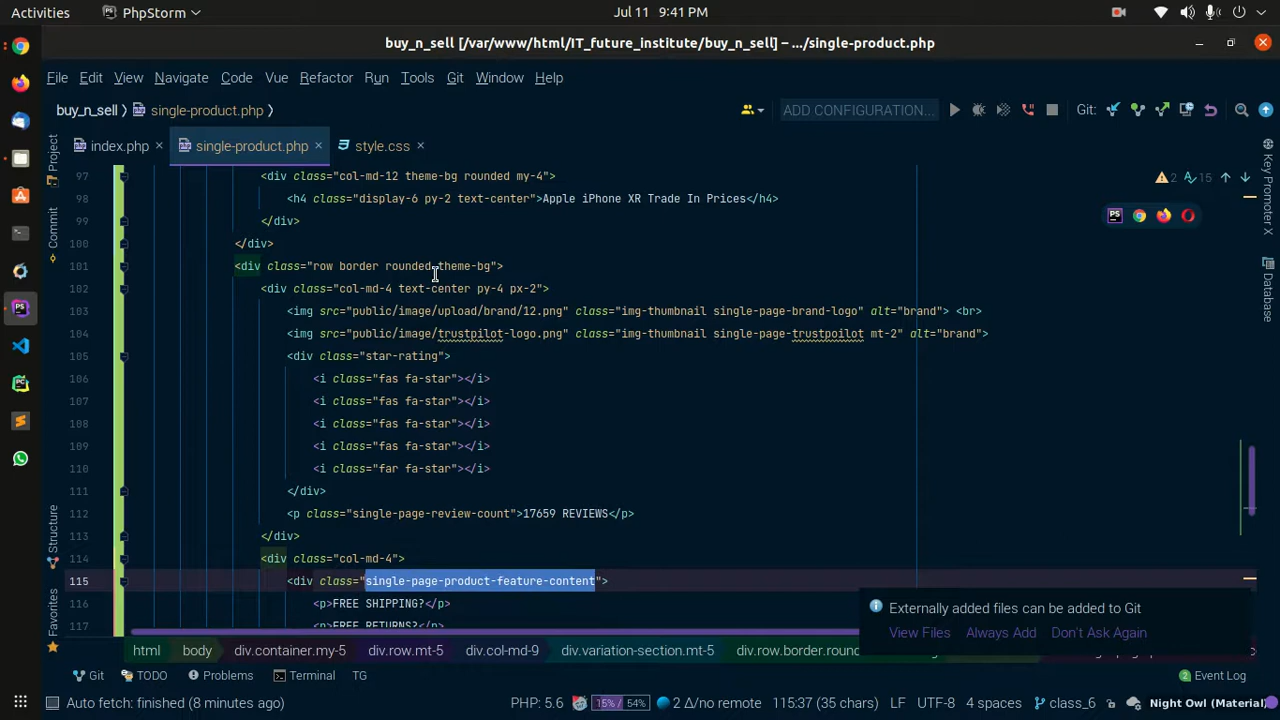 Activities PhpStorm Jul 11 9:41 PM
buy_n_sell [/var/www/html/IT_future_institute/buy_n_sell] – .../single-product.php
File Edit View Navigate Code Vue Refactor Run Tools Git Window Help
buy_n_sell single-product.php ADD CONFIGURATION... Git:
index.php single-product.php style.css
97 <div class="col-md-12 theme-bg rounded my-4">
98 <h4 class="display-6 py-2 text-center">Apple iPhone XR Trade In Prices</h4>
99 </div>
100 </div>
101 <div class="row border rounded theme-bg">
102 <div class="col-md-4 text-center py-4 px-2">
103 <img src="public/image/upload/brand/12.png" class="img-thumbnail single-page-brand-logo" alt="brand"> <br>
104 <img src="public/image/trustpilot-logo.png" class="img-thumbnail single-page-trustpoilot mt-2" alt="brand">
105 <div class="star-rating">
106 <i class="fas fa-star"></i>
107 <i class="fas fa-star"></i>
108 <i class="fas fa-star"></i>
109 <i class="fas fa-star"></i>
110 <i class="far fa-star"></i>
111 </div>
112 <p class="single-page-review-count">17659 REVIEWS</p>
113 </div>
114 <div class="col-md-4">
115 <div class="single-page-product-feature-content">
116 <p>FREE SHIPPING?</p>
117 <p>FREE RETURNS?</p>
2 15
Project
Commit
Structure
Favorites
Key Promoter X
Database
Externally added files can be added to Git
View Files Always Add Don't Ask Again
html body div.container.my-5 div.row.mt-5 div.col-md-9 div.variation-section.mt-5
Git TODO Problems Terminal TG 2 Event Log
Auto fetch: finished (8 minutes ago) PHP: 5.6 15% / 54% 2 Δ/no remote 115:37 (35 chars) LF UTF-8 4 spaces class_6 Night Owl (Material)